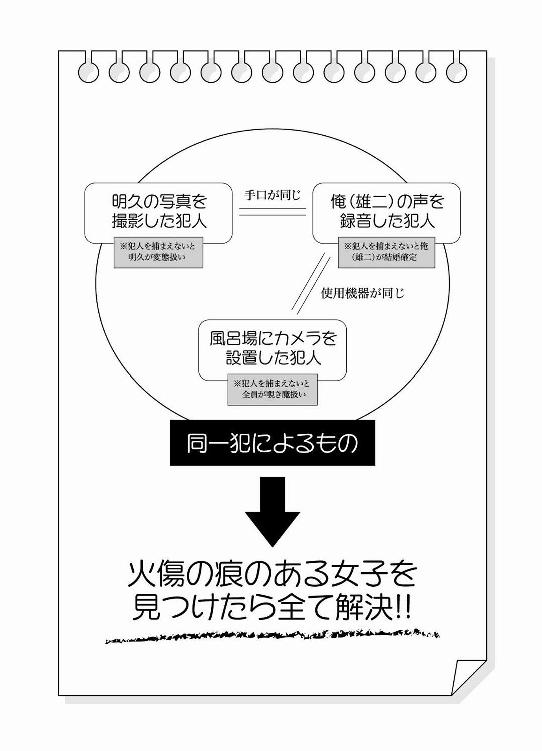 明久の写真を
撮影した犯人
※犯人を捕まえないと
明久が変態扱い
手口が同じ
俺(雄二)の声を
録音した犯人
※犯人を捕まえないと俺
(雄二)が結婚確定
使用機器が同じ
風呂場にカメラを
設置した犯人
※犯人を捕まえないと
全員が覗き魔扱い
同一犯によるもの
火傷の痕のある女子を
見つけたら全て解決!!